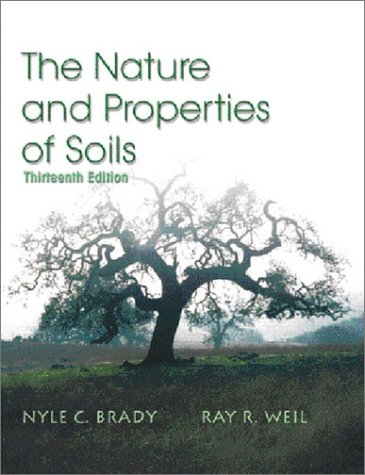 The Nature
and Properties
of Soils
Thirteenth Edition
NYLE C. BRADY RAY R. WEIL